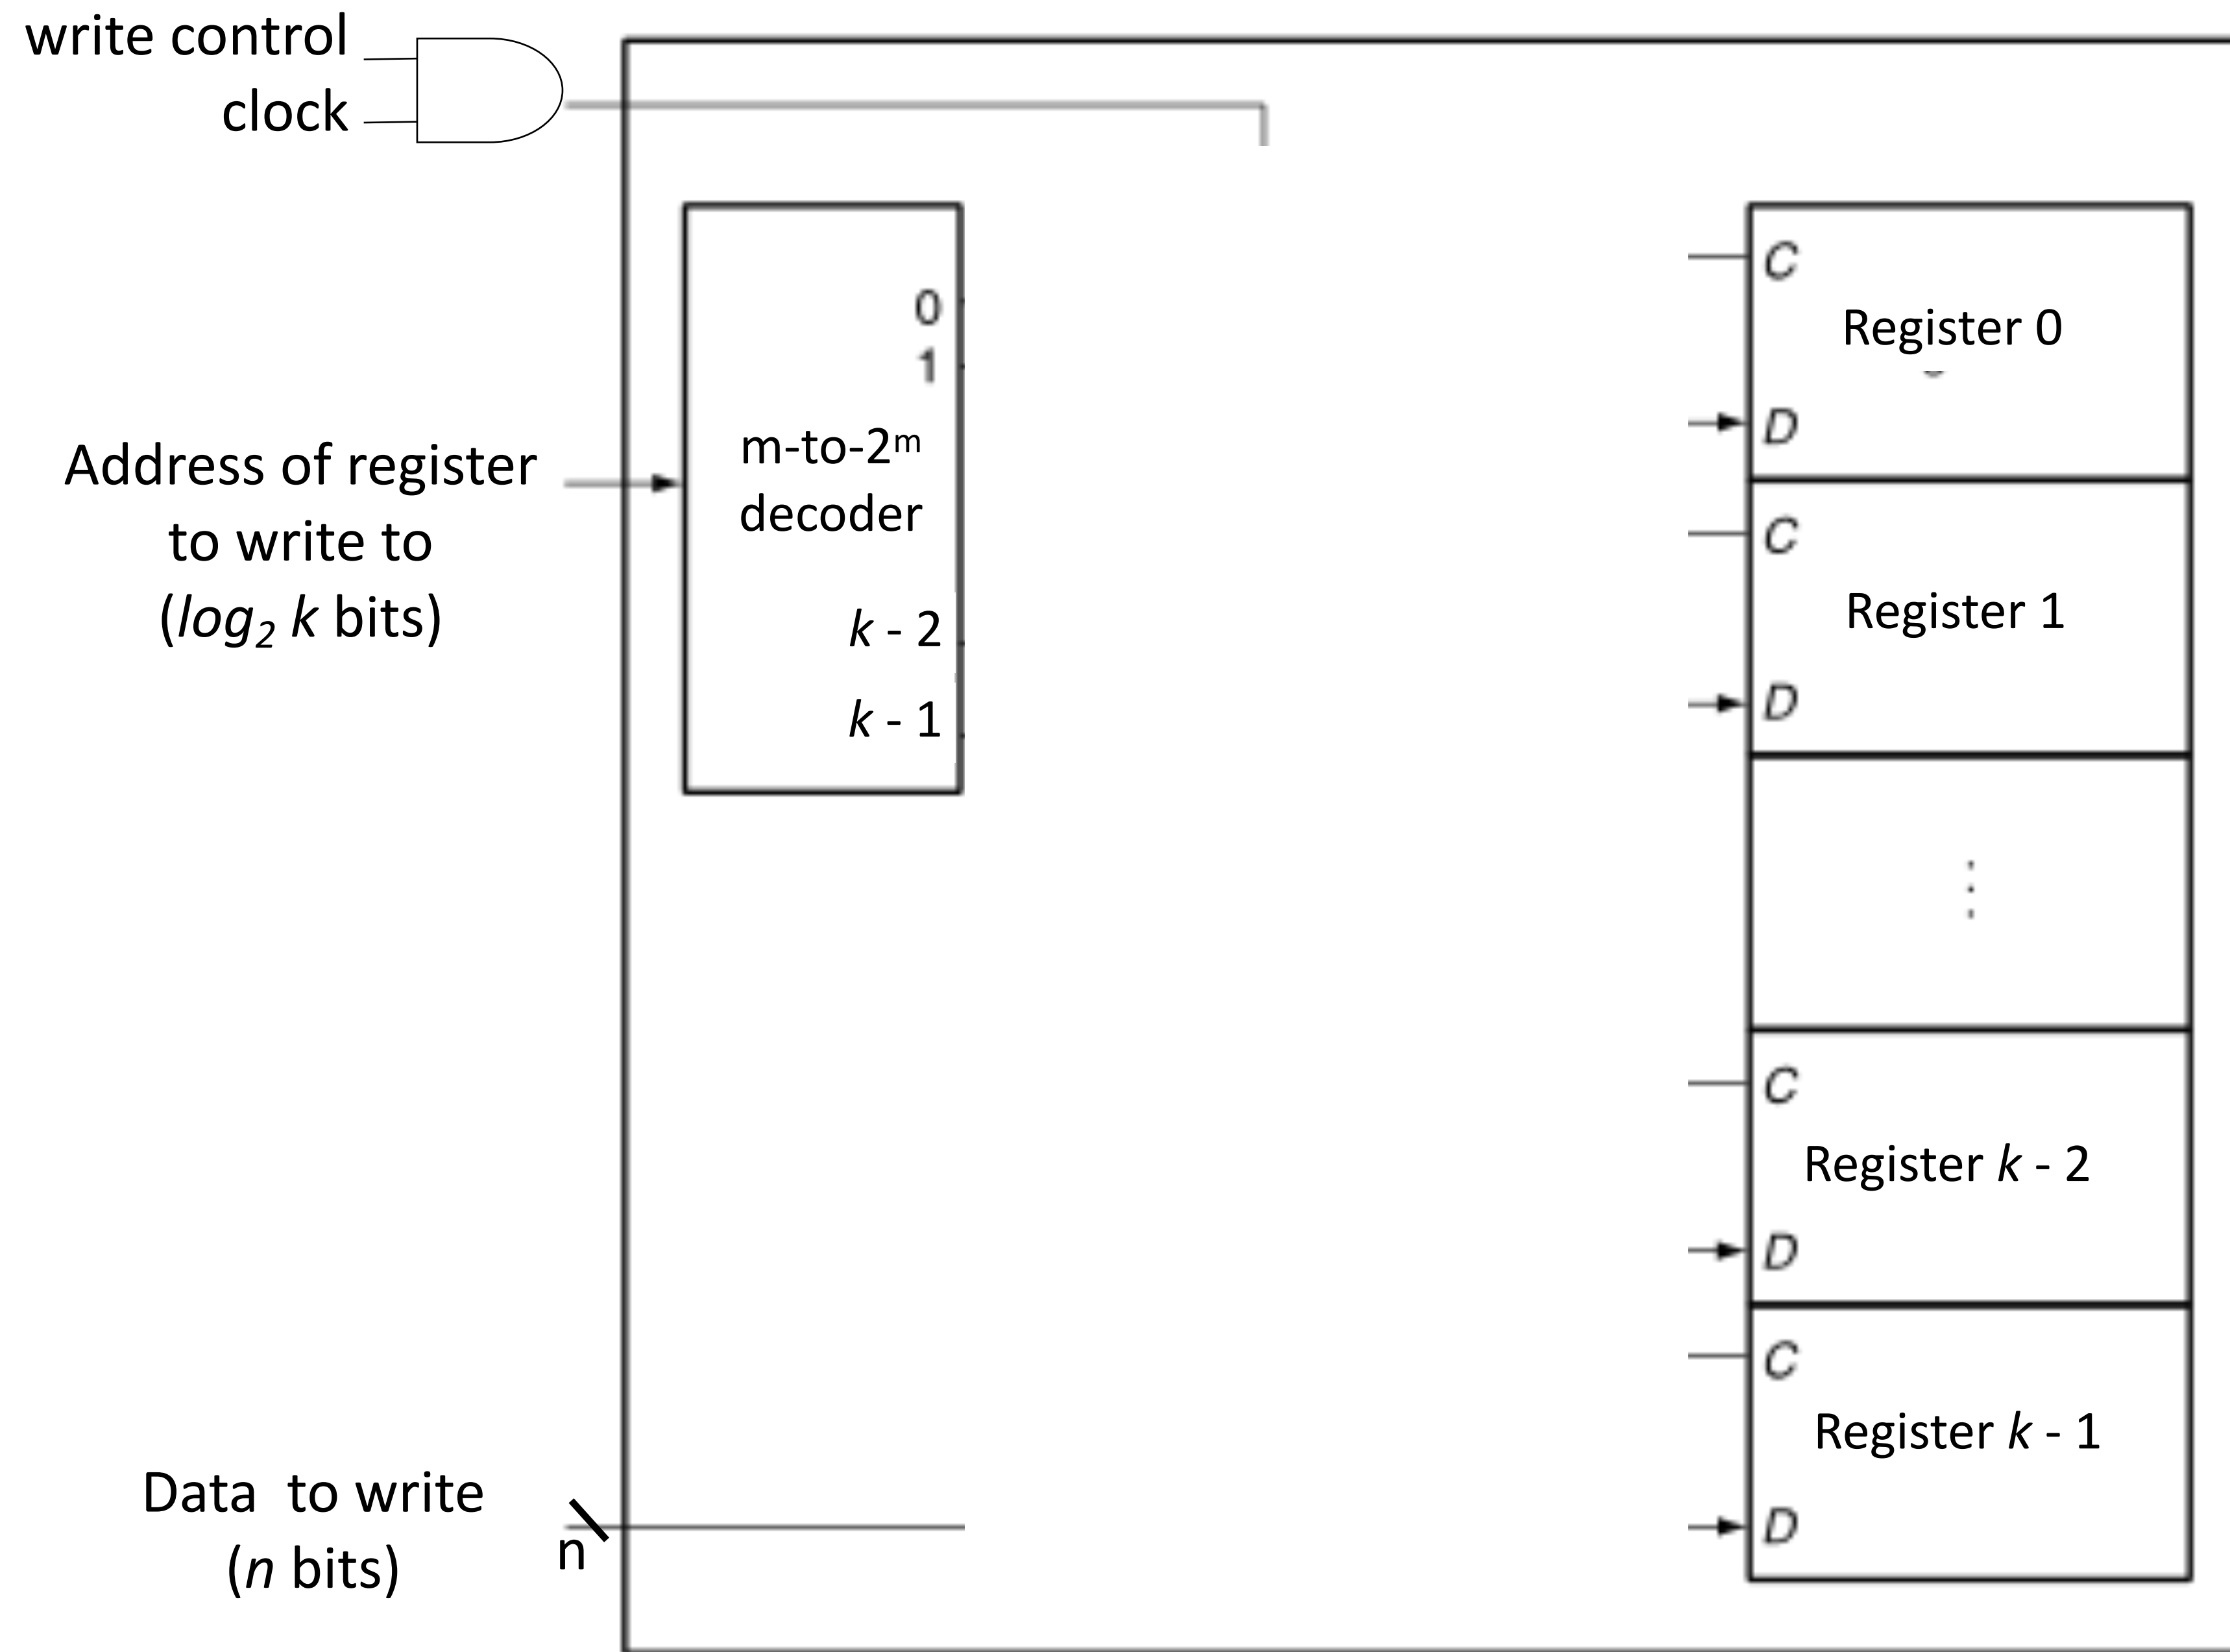 write control
clock
0
1
m-to-2ᵐ
decoder
k - 2
k - 1
Address of register
to write to
(log₂ k bits)
C
Register 0
D
C
Register 1
D
⋮
C
Register k - 2
D
C
Register k - 1
D
Data to write
(n bits)
n